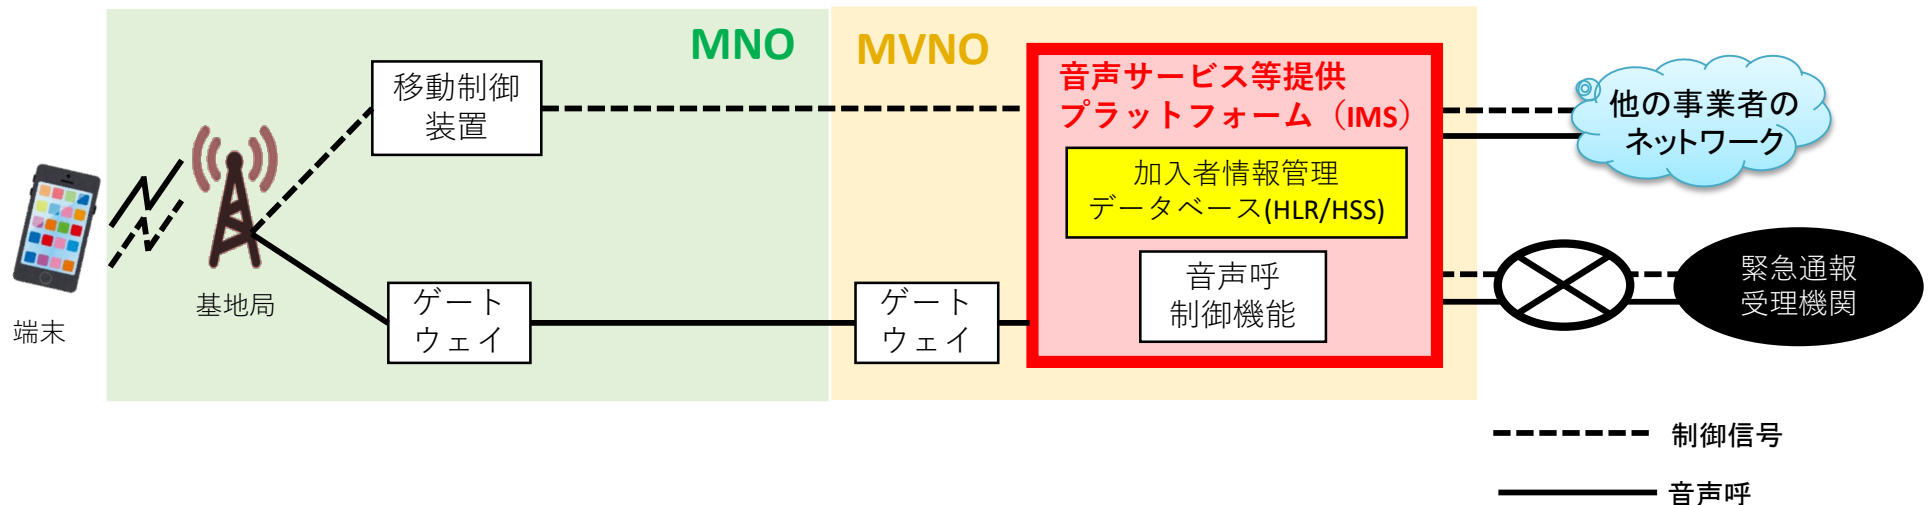 MNO
MVNO
移動制御
装置
音声サービス等提供
プラットフォーム（IMS）
加入者情報管理
データベース(HLR/HSS)
音声呼
制御機能
他の事業者の
ネットワーク
緊急通報
受理機関
基地局
端末
ゲート
ウェイ
ゲート
ウェイ
制御信号
音声呼